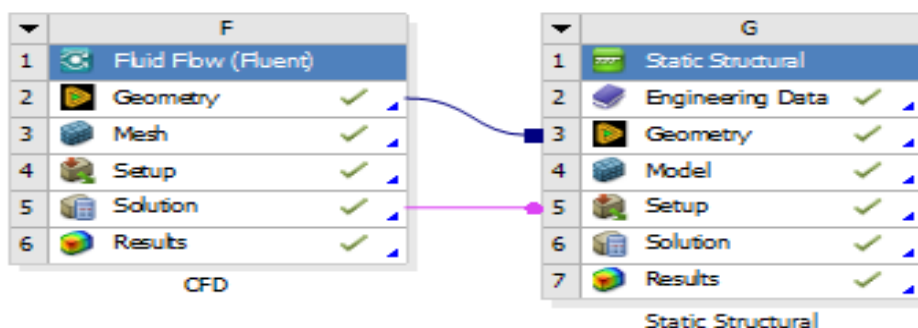 F
1 Fluid Flow (Fluent)
2 Geometry
3 Mesh
4 Setup
5 Solution
6 Results
CFD
G
1 Static Structural
2 Engineering Data
3 Geometry
4 Model
5 Setup
6 Solution
7 Results
Static Structural